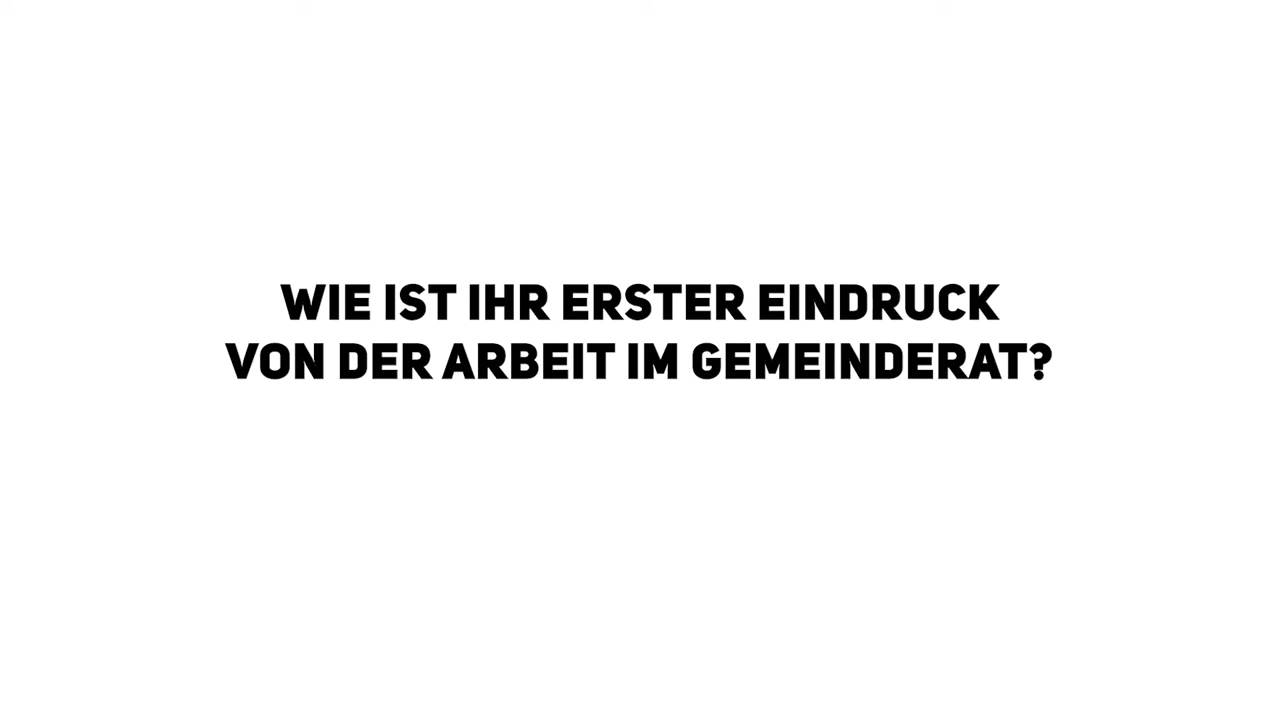 WIE IST IHR ERSTER EINDRUCK
VON DER ARBEIT IM GEMEINDERAT?